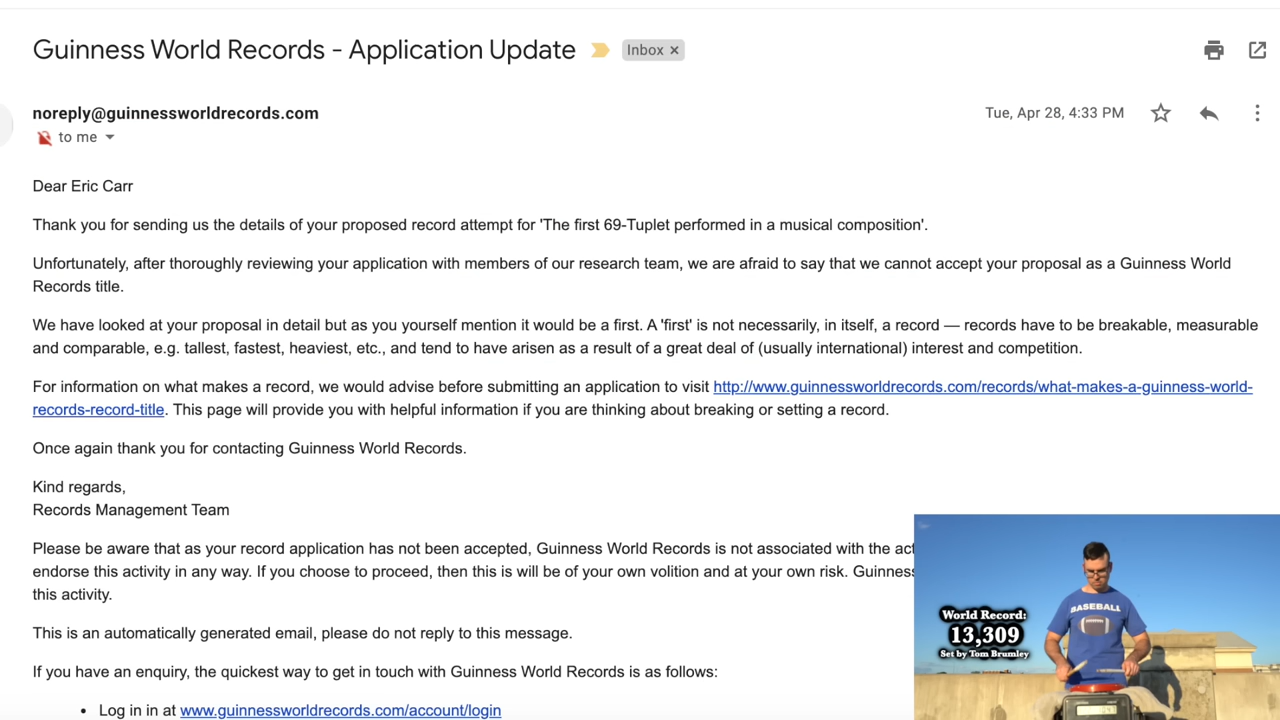 Guinness World Records - Application Update
Inbox ×
noreply@guinnessworldrecords.com
Tue, Apr 28, 4:33 PM
to me
Dear Eric Carr
Thank you for sending us the details of your proposed record attempt for 'The first 69-Tuplet performed in a musical composition'.
Unfortunately, after thoroughly reviewing your application with members of our research team, we are afraid to say that we cannot accept your proposal as a Guinness World
Records title.
We have looked at your proposal in detail but as you yourself mention it would be a first. A 'first' is not necessarily, in itself, a record — records have to be breakable, measurable
and comparable, e.g. tallest, fastest, heaviest, etc., and tend to have arisen as a result of a great deal of (usually international) interest and competition.
For information on what makes a record, we would advise before submitting an application to visit http://www.guinnessworldrecords.com/records/what-makes-a-guinness-world-
records-record-title. This page will provide you with helpful information if you are thinking about breaking or setting a record.
Once again thank you for contacting Guinness World Records.
Kind regards,
Records Management Team
Please be aware that as your record application has not been accepted, Guinness World Records is not associated with the act
endorse this activity in any way. If you choose to proceed, then this is will be of your own volition and at your own risk. Guinness
this activity.
This is an automatically generated email, please do not reply to this message.
If you have an enquiry, the quickest way to get in touch with Guinness World Records is as follows:
• Log in in at www.guinnessworldrecords.com/account/login
World Record:
13,309
Set by Tom Brumley
BASEBALL